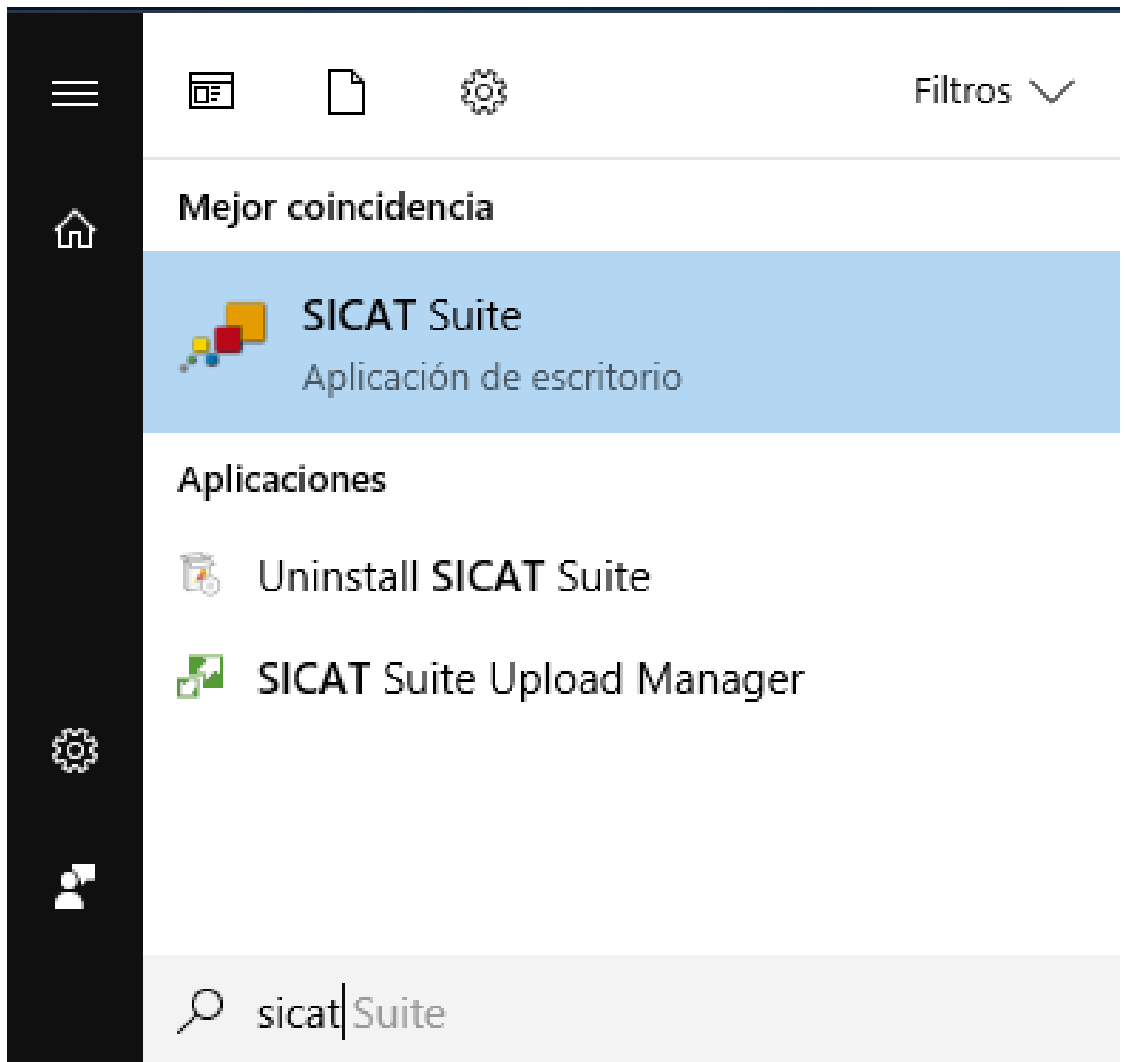 Filtros
Mejor coincidencia
SICAT Suite
Aplicación de escritorio
Aplicaciones
Uninstall SICAT Suite
SICAT Suite Upload Manager
sicat Suite